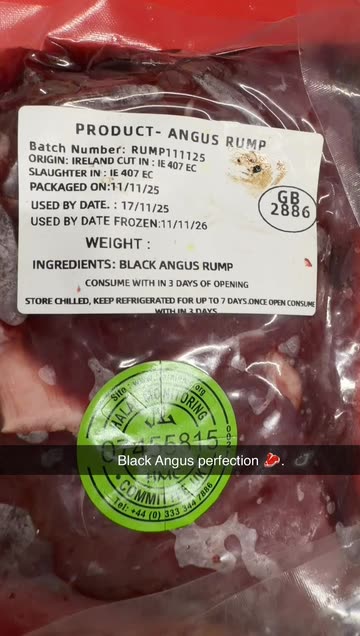 PRODUCT- ANGUS RUMP
Batch Number: RUMP111125
ORIGIN: IRELAND CUT IN : IE 407 EC
SLAUGHTER IN : IE 407 EC
PACKAGED ON:11/11/25
USED BY DATE. : 17/11/25
USED BY DATE FROZEN:11/11/26
GB
2886
WEIGHT :
INGREDIENTS: BLACK ANGUS RUMP
CONSUME WITH IN 3 DAYS OF OPENING
STORE CHILLED, KEEP REFRIGERATED FOR UP TO 7 DAYS.ONCE OPEN CONSUME
WITH IN 3 DAYS
Black Angus perfection 🥩.
HMC
Tel: +44 (0) 333 344 7886